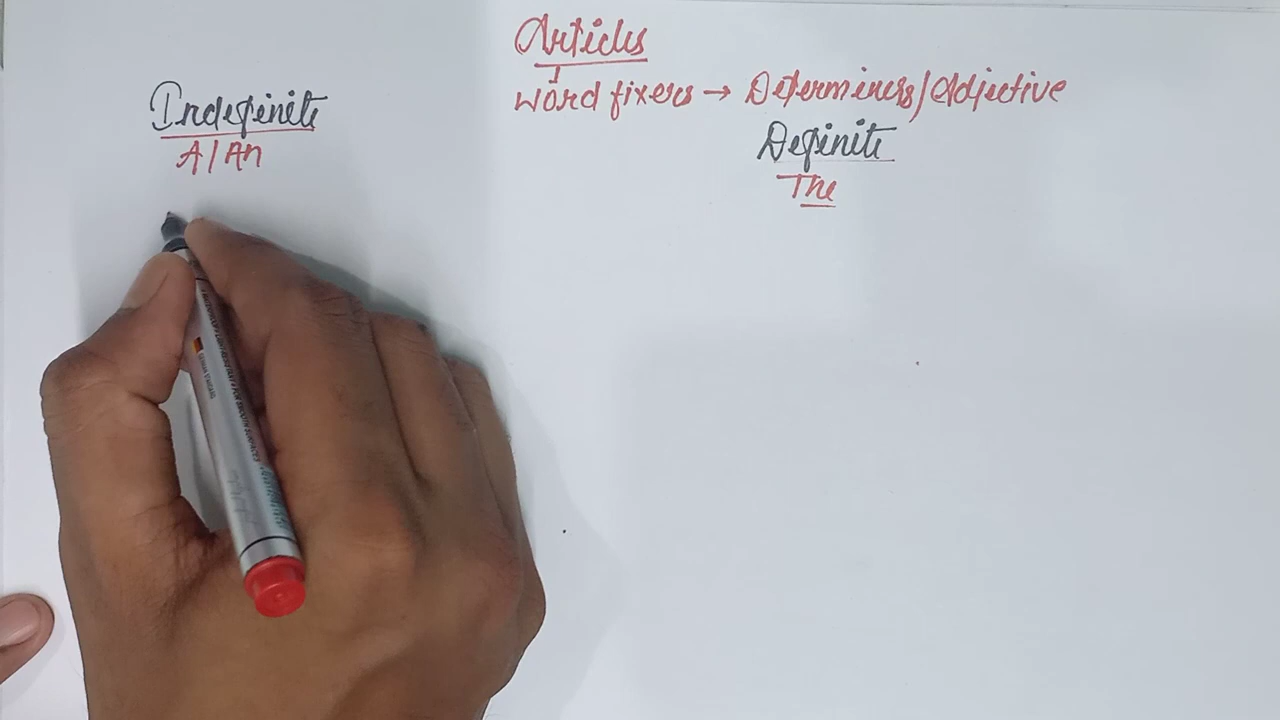 Articles
Word fixers → Determiners/Adjective
Indefinite
A/An
Definite
The